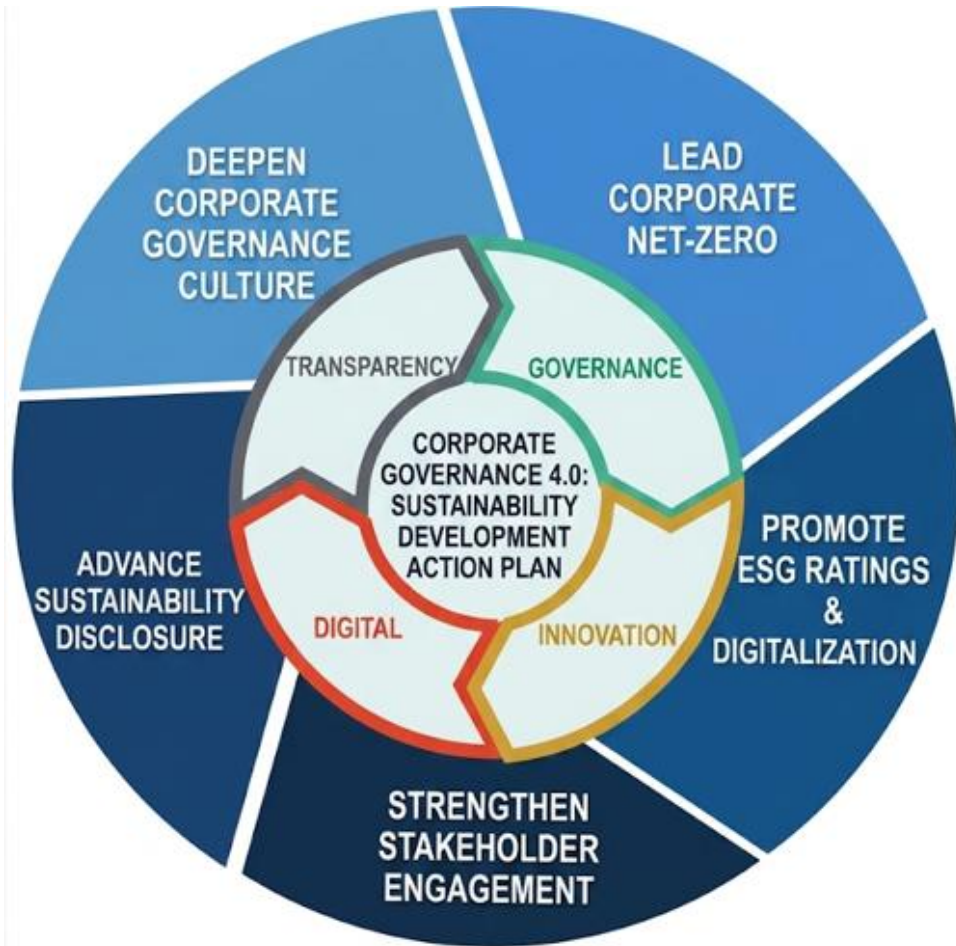 DEEPEN
CORPORATE
GOVERNANCE
CULTURE
LEAD
CORPORATE
NET-ZERO
TRANSPARENCY
GOVERNANCE
CORPORATE
GOVERNANCE 4.0:
SUSTAINABILITY
DEVELOPMENT
ACTION PLAN
DIGITAL
INNOVATION
ADVANCE
SUSTAINABILITY
DISCLOSURE
PROMOTE
ESG RATINGS
&
DIGITALIZATION
STRENGTHEN
STAKEHOLDER
ENGAGEMENT